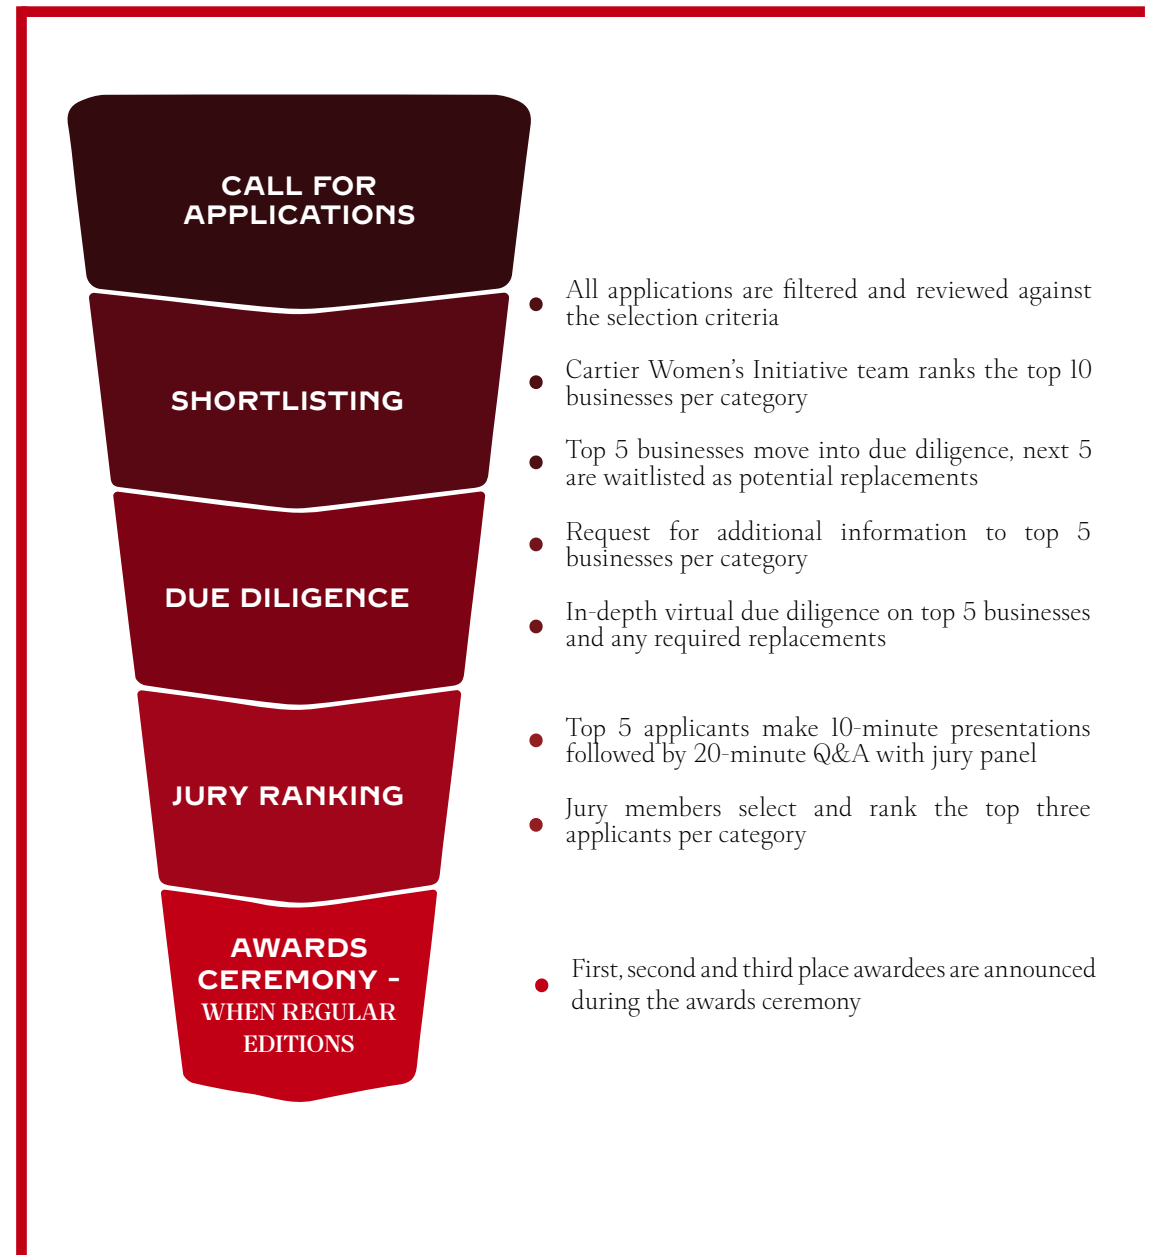 CALL FOR
APPLICATIONS
All applications are filtered and reviewed against
the selection criteria
SHORTLISTING
Cartier Women’s Initiative team ranks the top 10
businesses per category
Top 5 businesses move into due diligence, next 5
are waitlisted as potential replacements
DUE DILIGENCE
Request for additional information to top 5
businesses per category
In-depth virtual due diligence on top 5 businesses
and any required replacements
JURY RANKING
Top 5 applicants make 10-minute presentations
followed by 20-minute Q&A with jury panel
Jury members select and rank the top three
applicants per category
AWARDS
CEREMONY -
WHEN REGULAR
EDITIONS
First, second and third place awardees are announced
during the awards ceremony